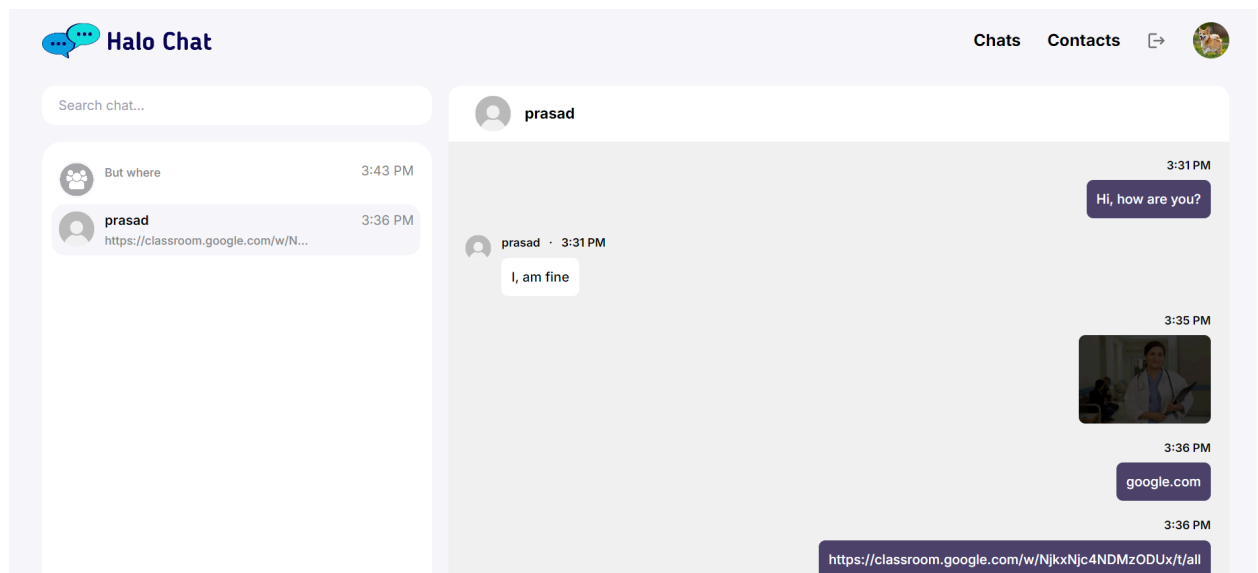 Halo Chat
Chats Contacts
Search chat...
But where 3:43 PM
prasad 3:36 PM
https://classroom.google.com/w/N...
prasad
3:31 PM
Hi, how are you?
prasad · 3:31 PM
I, am fine
3:35 PM
3:36 PM
google.com
3:36 PM
https://classroom.google.com/w/NjkxNjc4NDMzODUx/t/all